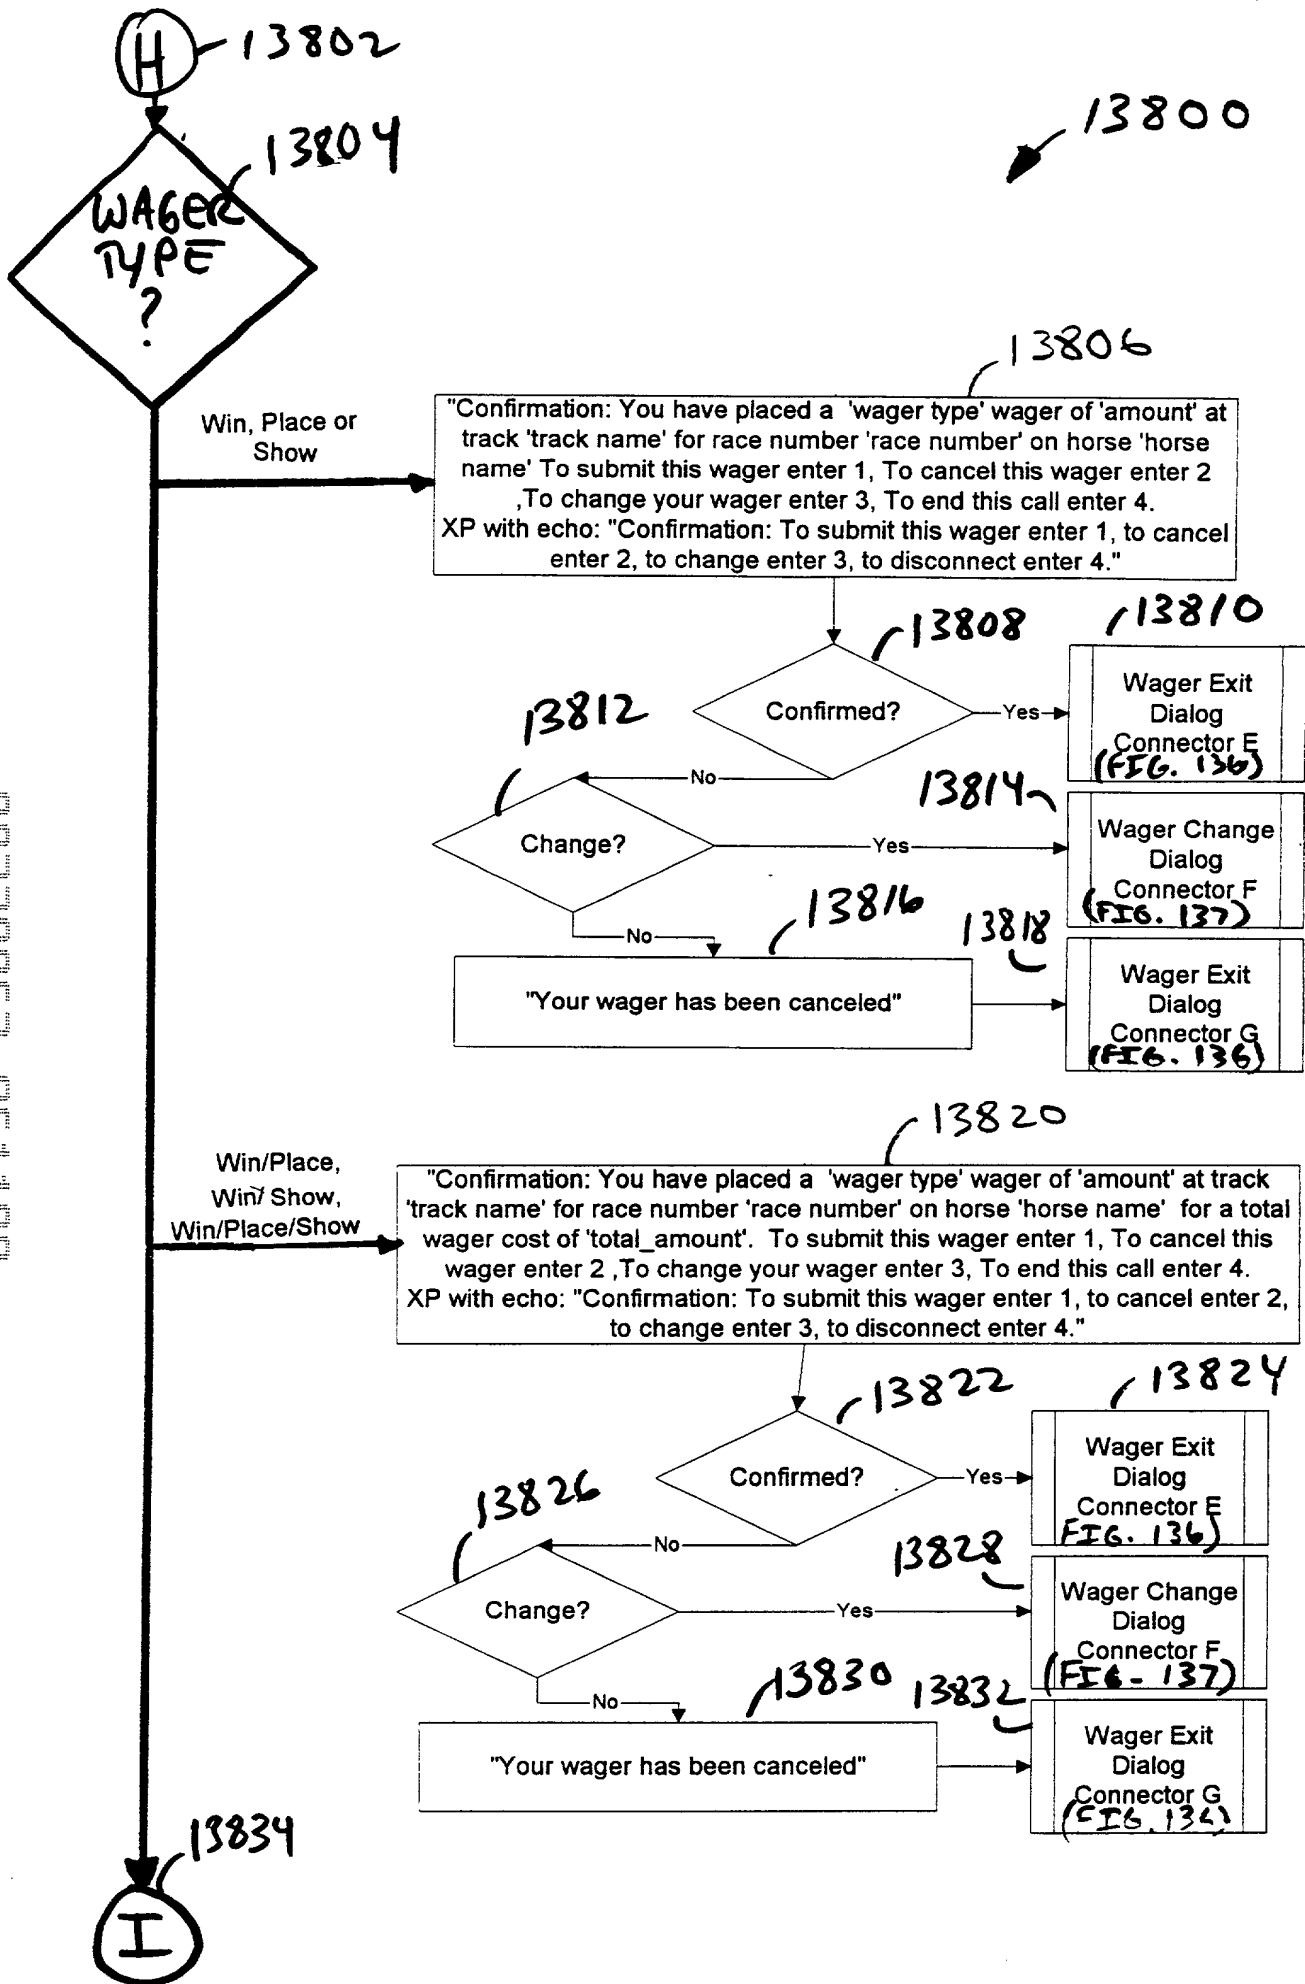 H
13802
13800
13804
WAGER
TYPE
?
13806
Win, Place or
Show
"Confirmation: You have placed a 'wager type' wager of 'amount' at
track 'track name' for race number 'race number' on horse 'horse
name' To submit this wager enter 1, To cancel this wager enter 2
,To change your wager enter 3, To end this call enter 4.
XP with echo: "Confirmation: To submit this wager enter 1, to cancel
enter 2, to change enter 3, to disconnect enter 4."
13808
13810
Confirmed?
Yes
Wager Exit
Dialog
Connector E
(FIG. 136)
13812
No
13814
Change?
Yes
Wager Change
Dialog
Connector F
(FIG. 137)
13816
No
13818
"Your wager has been canceled"
Wager Exit
Dialog
Connector G
(FIG. 136)
13820
Win/Place,
Win/ Show,
Win/Place/Show
"Confirmation: You have placed a 'wager type' wager of 'amount' at track
'track name' for race number 'race number' on horse 'horse name' for a total
wager cost of 'total_amount'. To submit this wager enter 1, To cancel this
wager enter 2 ,To change your wager enter 3, To end this call enter 4.
XP with echo: "Confirmation: To submit this wager enter 1, to cancel enter 2,
to change enter 3, to disconnect enter 4."
13822
13824
Confirmed?
Yes
Wager Exit
Dialog
Connector E
FIG. 136)
13826
No
13828
Change?
Yes
Wager Change
Dialog
Connector F
(FIG. 137)
13830
No
13832
"Your wager has been canceled"
Wager Exit
Dialog
Connector G
(FIG. 136)
13834
I